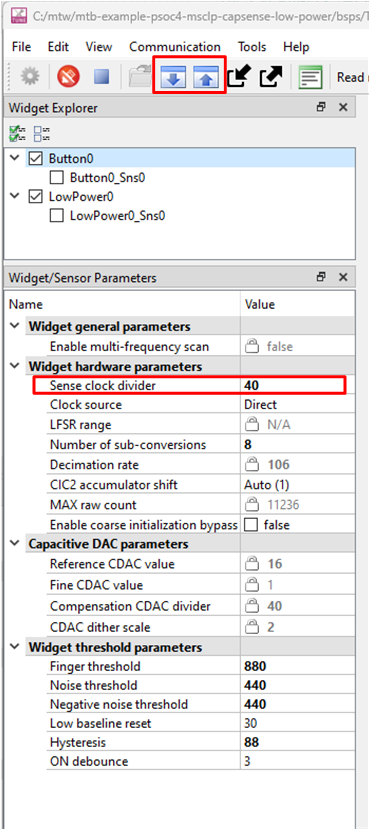 C:/mtw/mtb-example-psoc4-msclp-capsense-low-power/bsps/T
File View Communication Tools Help
Read r
Widget Explorer
Button0
Button0_Sns0
LowPower0
LowPower0_Sns0
Widget/Sensor Parameters
Name Value
Widget general parameters
Enable multi-frequency scan false
Widget hardware parameters
Sense clock divider 40
Clock source Direct
LFSR range N/A
Number of sub-conversions 8
Decimation rate 106
CIC2 accumulator shift Auto (1)
MAX raw count 11236
Enable coarse initialization bypass false
Capacitive DAC parameters
Reference CDAC value 16
Fine CDAC value 1
Compensation CDAC divider 40
CDAC dither scale 2
Widget threshold parameters
Finger threshold 880
Noise threshold 440
Negative noise threshold 440
Low baseline reset 30
Hysteresis 88
ON debounce 3